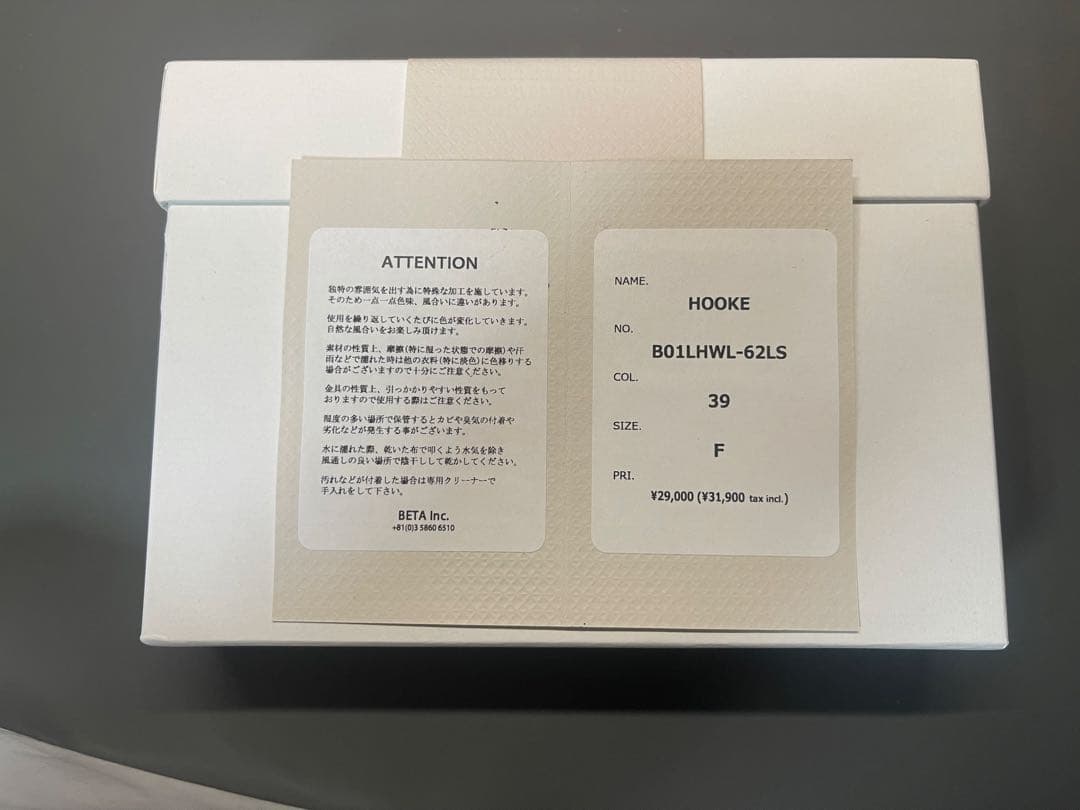 ATTENTION
独特の雰囲気を出す為に特殊な加工を施しています。
そのため一点一点色味、風合いに違いがあります。
使用を繰り返していくたびに色が変化していきます。
自然な風合いをお楽しみ頂けます。
素材の性質上、摩擦(特に湿った状態での摩擦)や汗
雨などで濡れた時は他の衣料(特に淡色)に色移りする
場合がございますので十分にご注意ください。
金具の性質上、引っかかりやすい性質をもって
おりますので使用する際はご注意ください。
湿度の多い場所で保管するとカビや臭気の付着や
劣化などが発生する事がございます。
水に濡れた際、乾いた布で叩くよう水気を除き
風通しの良い場所で陰干しして乾かしてください。
汚れなどが付着した場合は専用クリーナーで
手入れをして下さい。
BETA Inc.
+81(0)3 5860 6510
NAME.
HOOKE
NO.
B01LHWL-62LS
COL.
39
SIZE.
F
PRI.
¥29,000 (¥31,900 tax incl.)